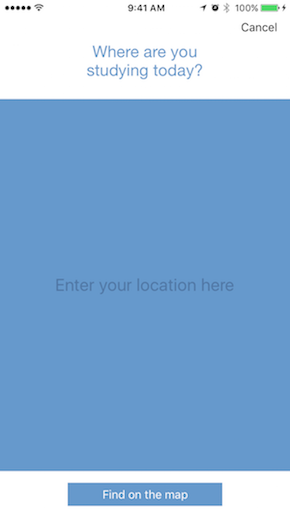 9:41 AM 100%
Cancel
Where are you
studying today?
Enter your location here
Find on the map